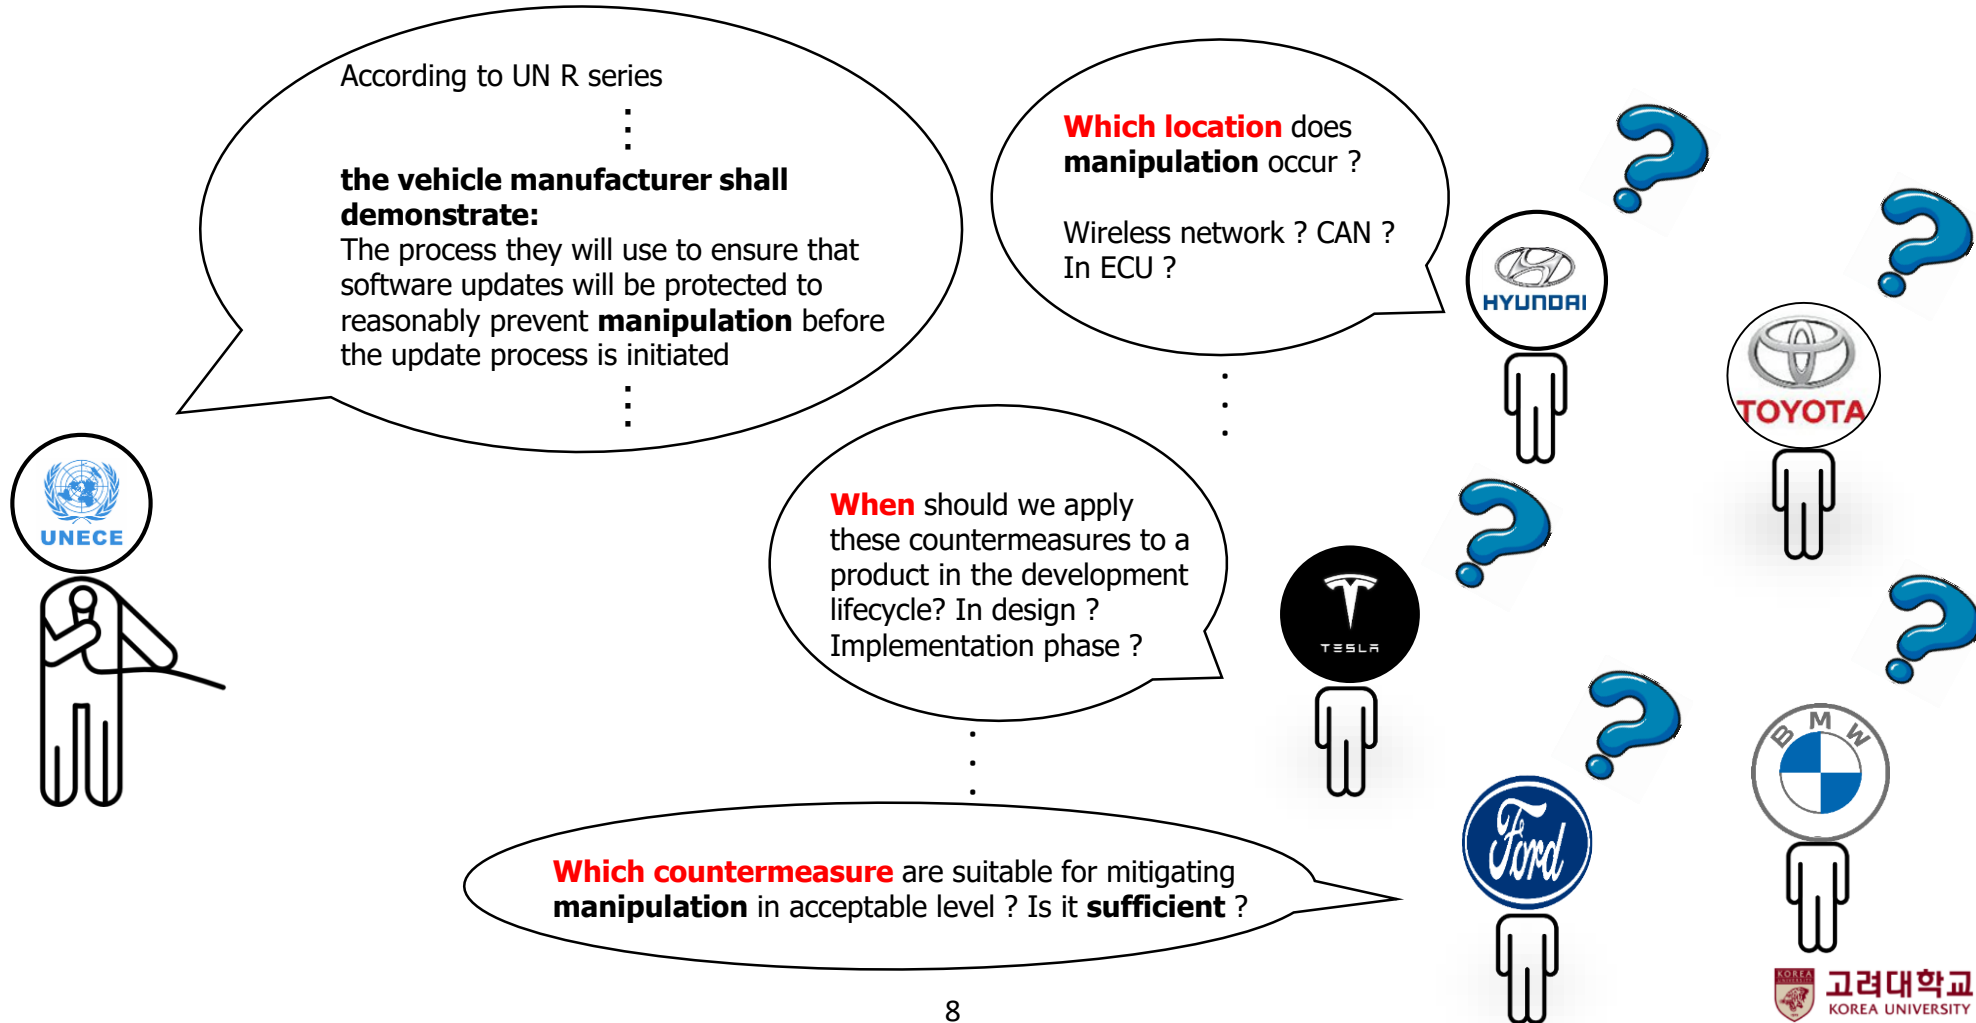 According to UN R series
the vehicle manufacturer shall
demonstrate:
The process they will use to ensure that
software updates will be protected to
reasonably prevent manipulation before
the update process is initiated
UNECE
Which location does
manipulation occur ?
Wireless network ? CAN ?
In ECU ?
HYUNDAI
TOYOTA
When should we apply
these countermeasures to a
product in the development
lifecycle? In design ?
Implementation phase ?
TESLA
BMW
Which countermeasure are suitable for mitigating
manipulation in acceptable level ? Is it sufficient ?
Ford
8
고려대학교
KOREA UNIVERSITY